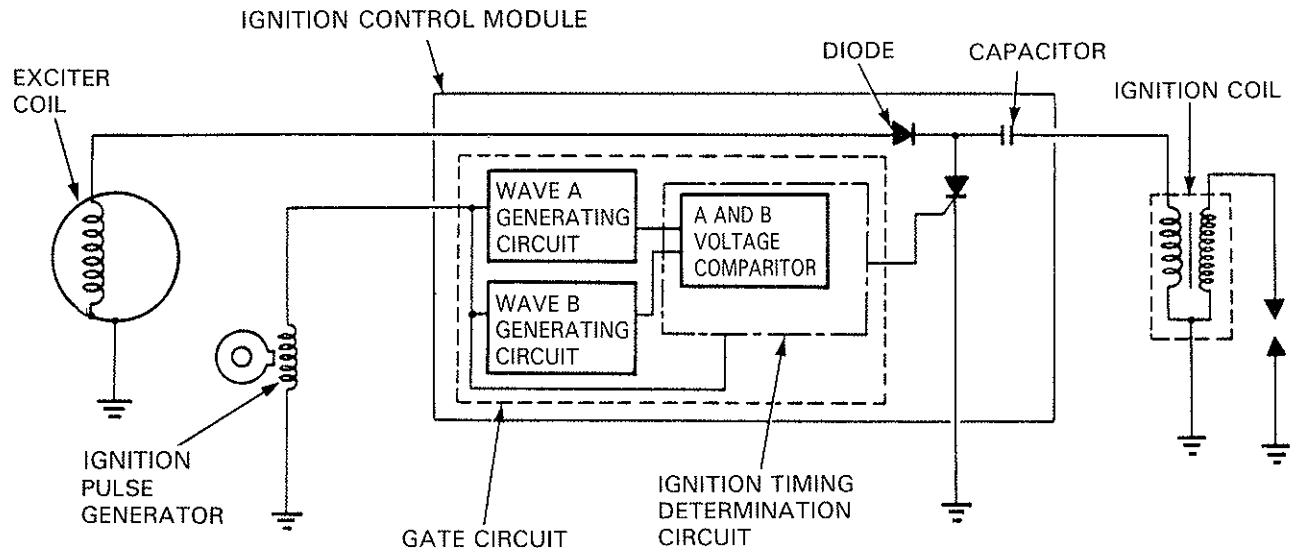 IGNITION CONTROL MODULE
DIODE
CAPACITOR
EXCITER
COIL
IGNITION COIL
WAVE A
GENERATING
CIRCUIT
A AND B
VOLTAGE
COMPARITOR
WAVE B
GENERATING
CIRCUIT
IGNITION
PULSE
GENERATOR
GATE CIRCUIT
IGNITION TIMING
DETERMINATION
CIRCUIT